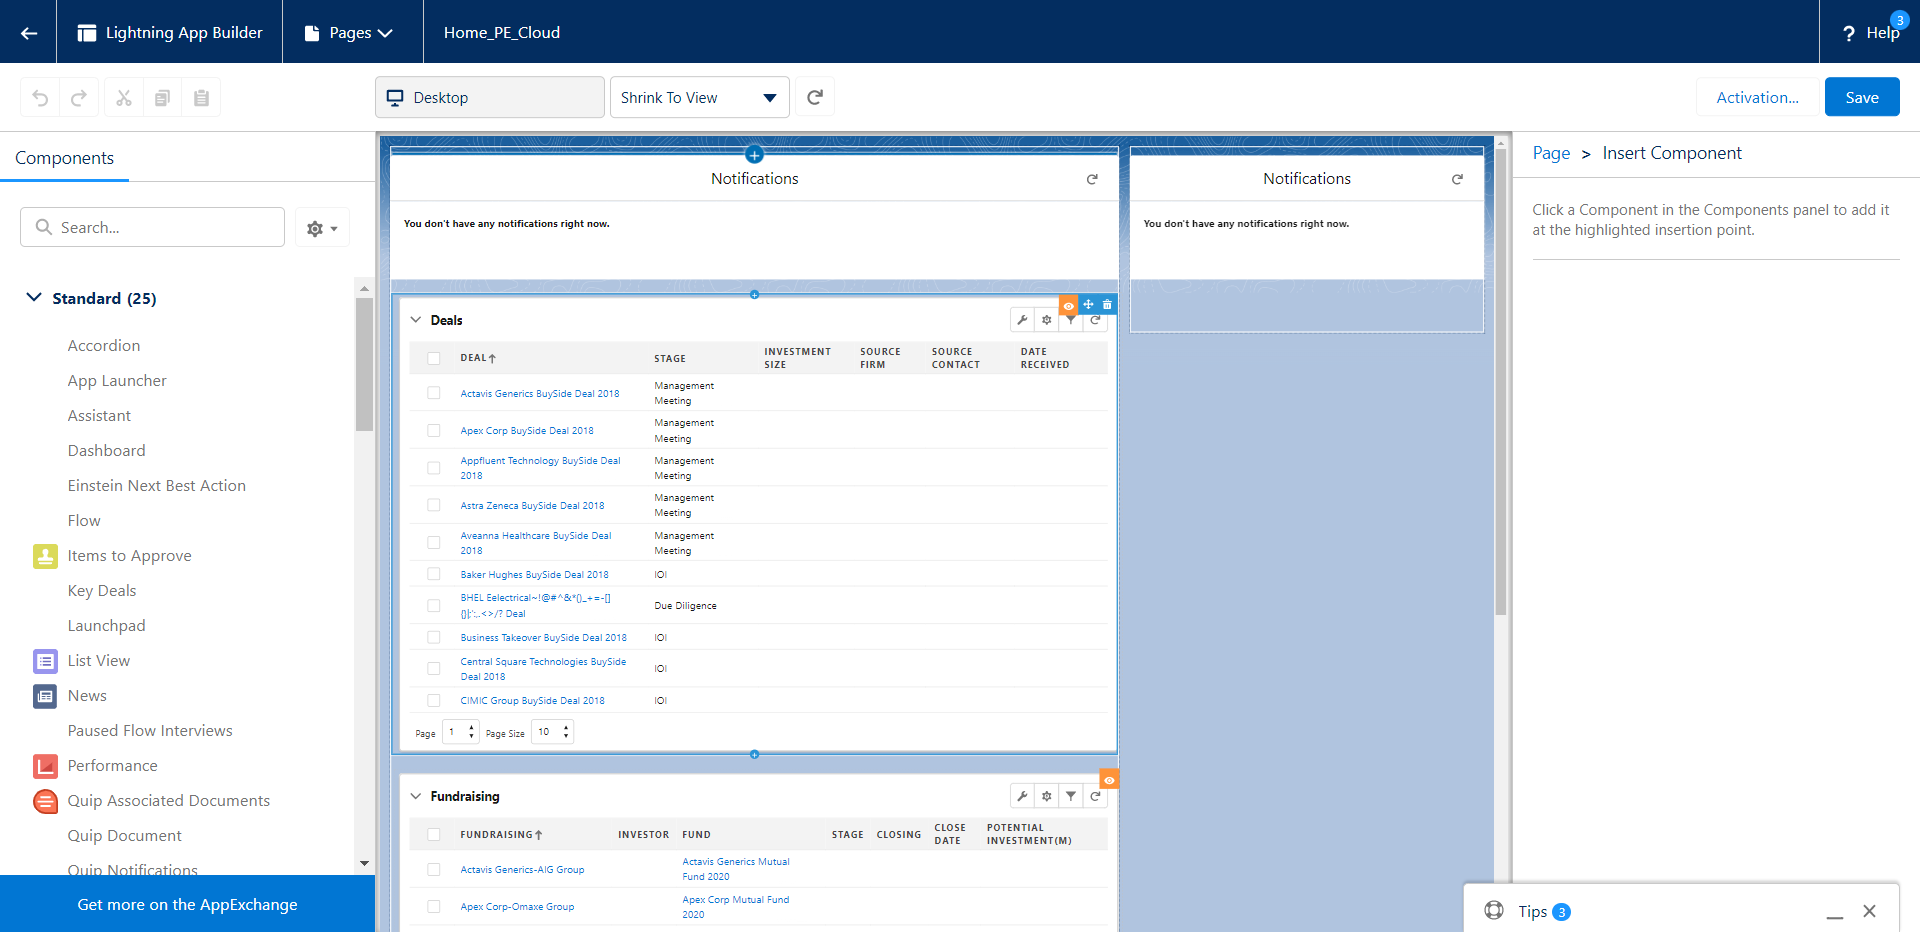 Lightning App Builder
Pages
Home_PE_Cloud
? Help
3
Desktop
Shrink To View
Activation...
Save
Components
Search...
Standard (25)
Accordion
App Launcher
Assistant
Dashboard
Einstein Next Best Action
Flow
Items to Approve
Key Deals
Launchpad
List View
News
Paused Flow Interviews
Performance
Quip Associated Documents
Quip Document
Quip Notifications
Get more on the AppExchange
Notifications
You don't have any notifications right now.
Notifications
You don't have any notifications right now.
Deals
DEAL STAGE INVESTMENT SIZE SOURCE FIRM SOURCE CONTACT DATE RECEIVED
Actavis Generics BuySide Deal 2018 Management Meeting
Apex Corp BuySide Deal 2018 Management Meeting
Appfluent Technology BuySide Deal 2018 Management Meeting
Astra Zeneca BuySide Deal 2018 Management Meeting
Aveanna Healthcare BuySide Deal 2018 Management Meeting
Baker Hughes BuySide Deal 2018 IOI
BHEL Eelectrical~!@#^&*()_+=-[]{}|;':,.<>/? Deal Due Diligence
Business Takeover BuySide Deal 2018 IOI
Central Square Technologies BuySide Deal 2018 IOI
CIMIC Group BuySide Deal 2018 IOI
Page 1 Page Size 10
Fundraising
FUNDRAISING INVESTOR FUND STAGE CLOSING CLOSE DATE POTENTIAL INVESTMENT(M)
Actavis Generics-AIG Group Actavis Generics Mutual Fund 2020
Apex Corp-Omaxe Group Apex Corp Mutual Fund 2020
Page > Insert Component
Click a Component in the Components panel to add it
at the highlighted insertion point.
Tips 3